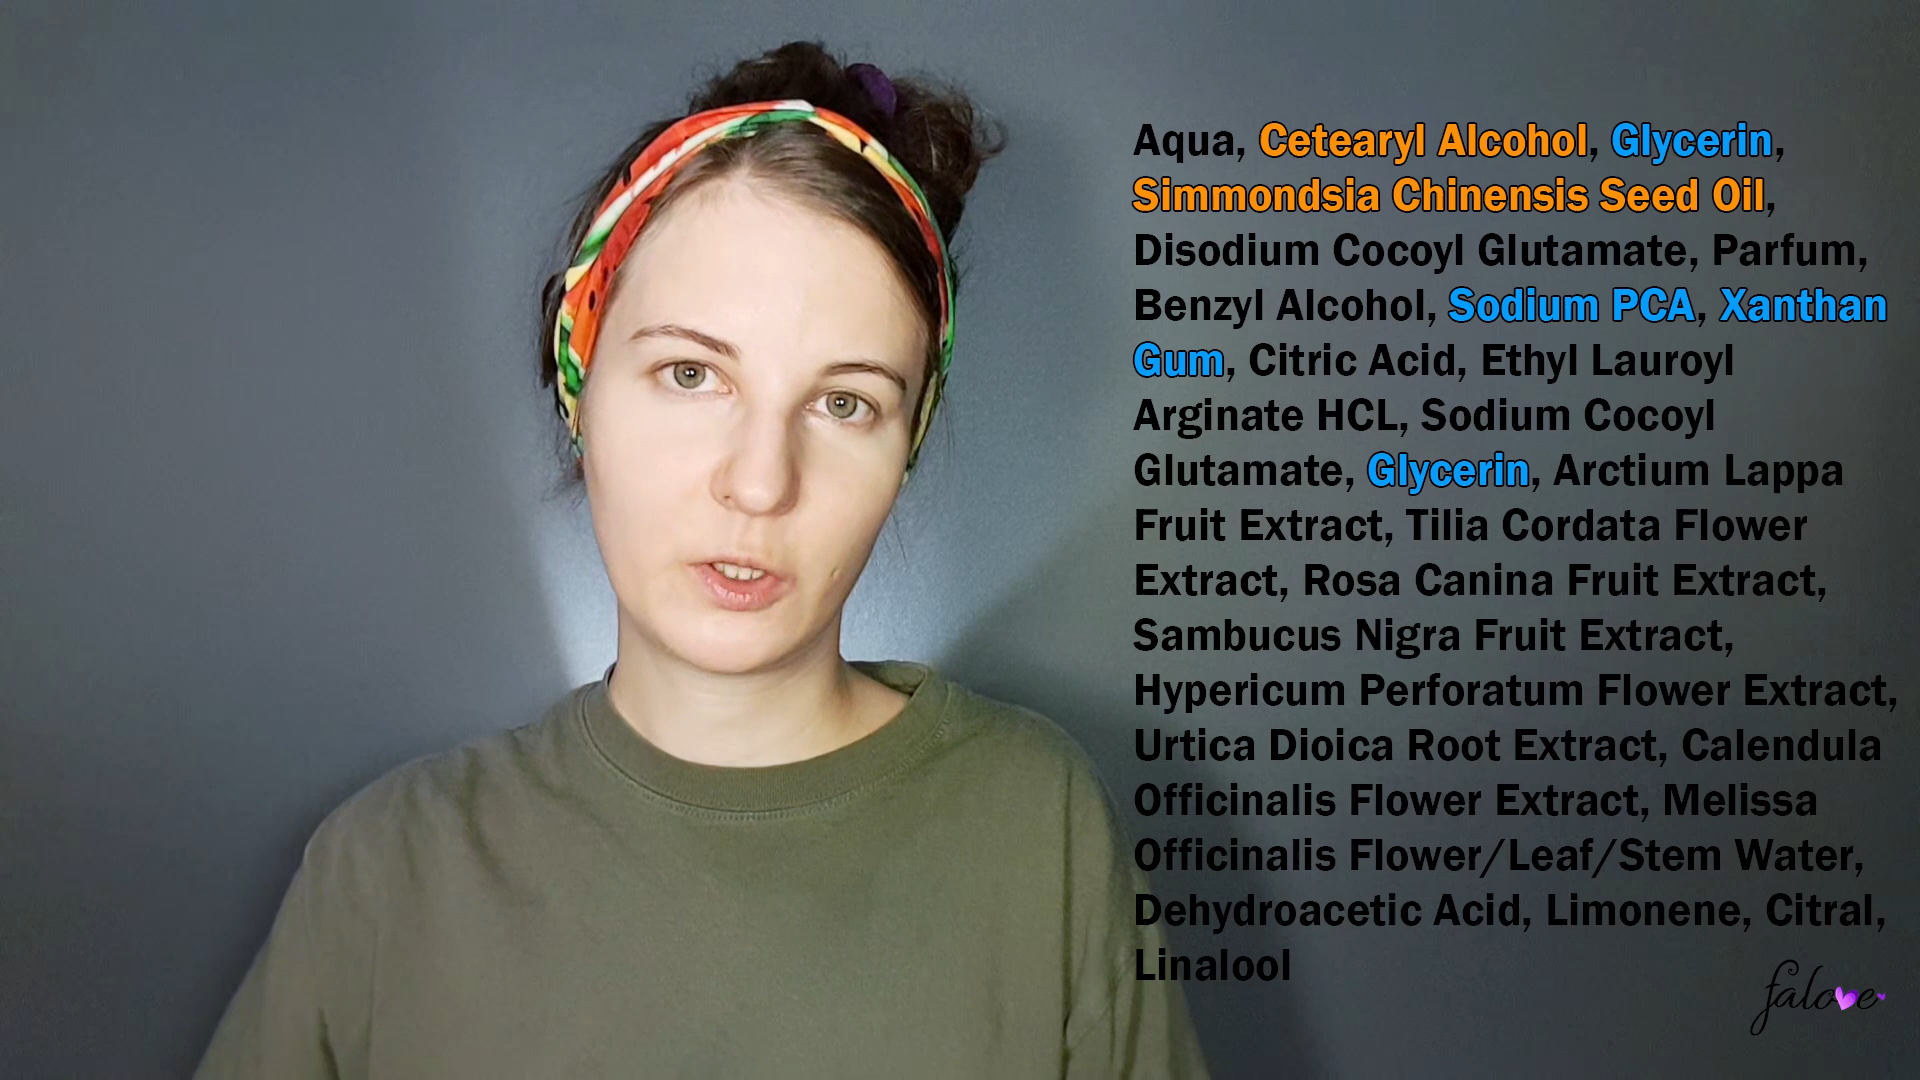 Aqua, Cetearyl Alcohol, Glycerin,
Simmondsia Chinensis Seed Oil,
Disodium Cocoyl Glutamate, Parfum,
Benzyl Alcohol, Sodium PCA, Xanthan
Gum, Citric Acid, Ethyl Lauroyl
Arginate HCL, Sodium Cocoyl
Glutamate, Glycerin, Arctium Lappa
Fruit Extract, Tilia Cordata Flower
Extract, Rosa Canina Fruit Extract,
Sambucus Nigra Fruit Extract,
Hypericum Perforatum Flower Extract,
Urtica Dioica Root Extract, Calendula
Officinalis Flower Extract, Melissa
Officinalis Flower/Leaf/Stem Water,
Dehydroacetic Acid, Limonene, Citral,
Linalool
falove